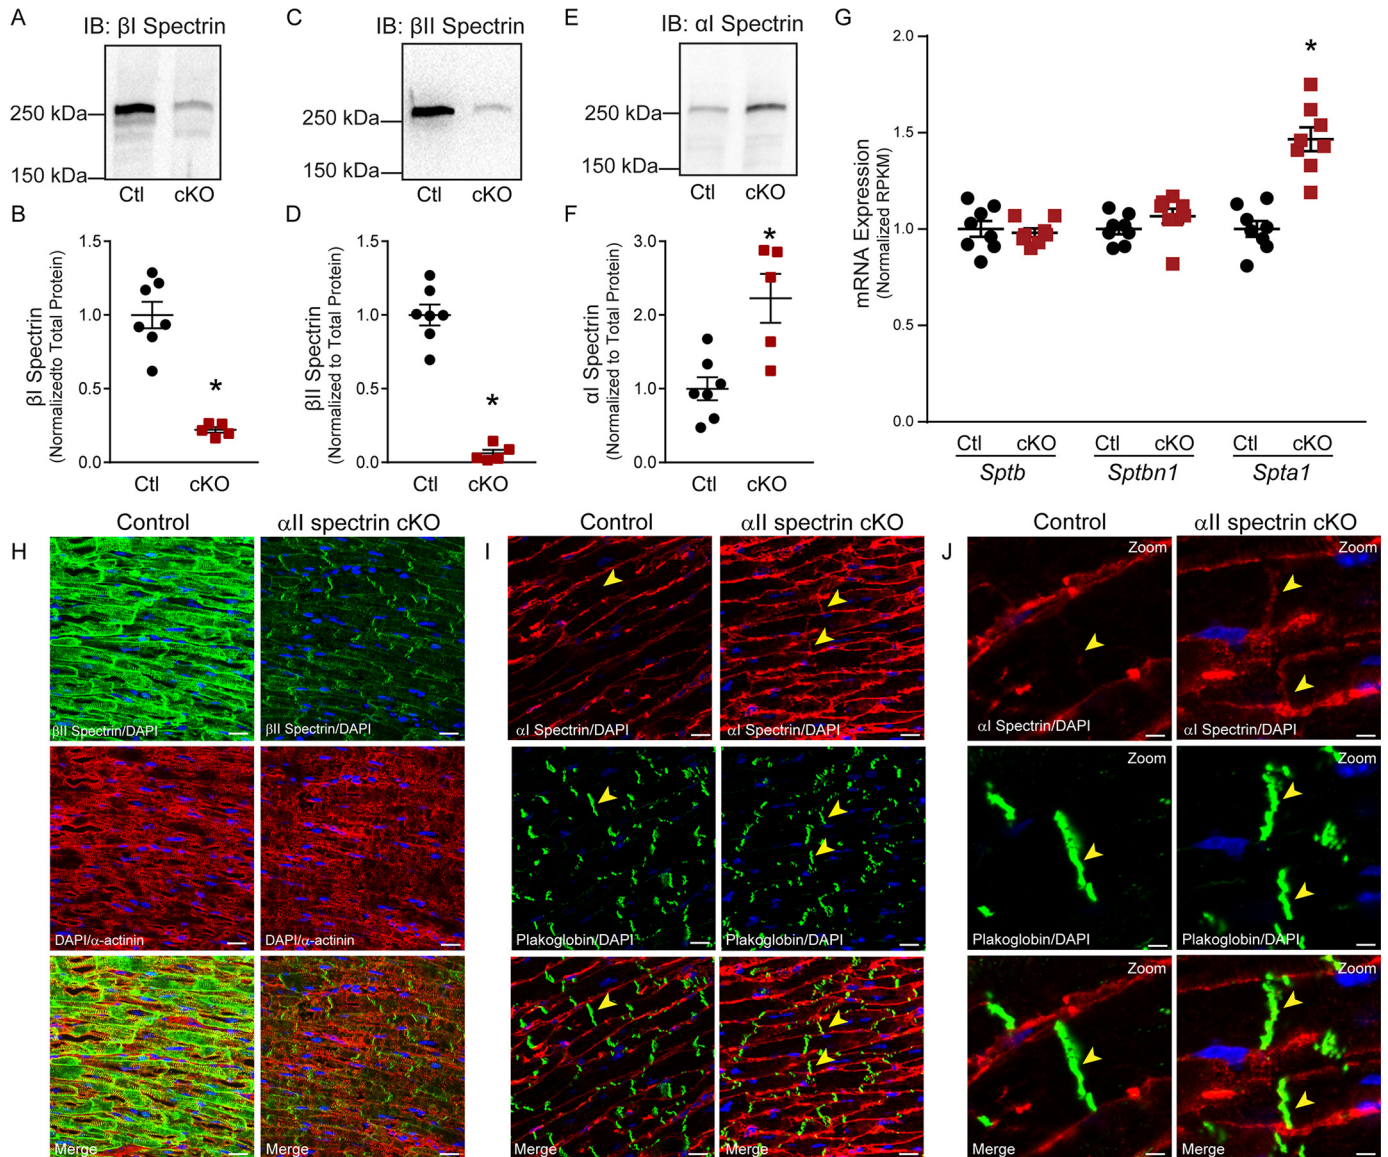 A
IB: βI Spectrin
250 kDa
150 kDa
Ctl cKO
B
βI Spectrin
(Normalizedto Total Protein)
1.5
1.0
0.5
0.0
Ctl cKO
*
C
IB: βII Spectrin
250 kDa
150 kDa
Ctl cKO
D
βII Spectrin
(Normalized to Total Protein)
1.5
1.0
0.5
0.0
Ctl cKO
*
E
IB: αI Spectrin
250 kDa
150 kDa
Ctl cKO
F
αI Spectrin
(Normalized to Total Protein)
3.0
2.0
1.0
0.0
Ctl cKO
*
G
mRNA Expression
(Normalized RPKM)
2.0
1.5
1.0
0.5
0.0
*
Ctl cKO Ctl cKO Ctl cKO
Sptb Sptbn1 Spta1
H
Control αII spectrin cKO
βII Spectrin/DAPI βII Spectrin/DAPI
DAPI/α-actinin DAPI/α-actinin
Merge Merge
I
Control αII spectrin cKO
αI Spectrin/DAPI αI Spectrin/DAPI
Plakoglobin/DAPI Plakoglobin/DAPI
Merge Merge
J
Control αII spectrin cKO
Zoom Zoom
αI Spectrin/DAPI αI Spectrin/DAPI
Zoom Zoom
Plakoglobin/DAPI Plakoglobin/DAPI
Zoom Zoom
Merge Merge